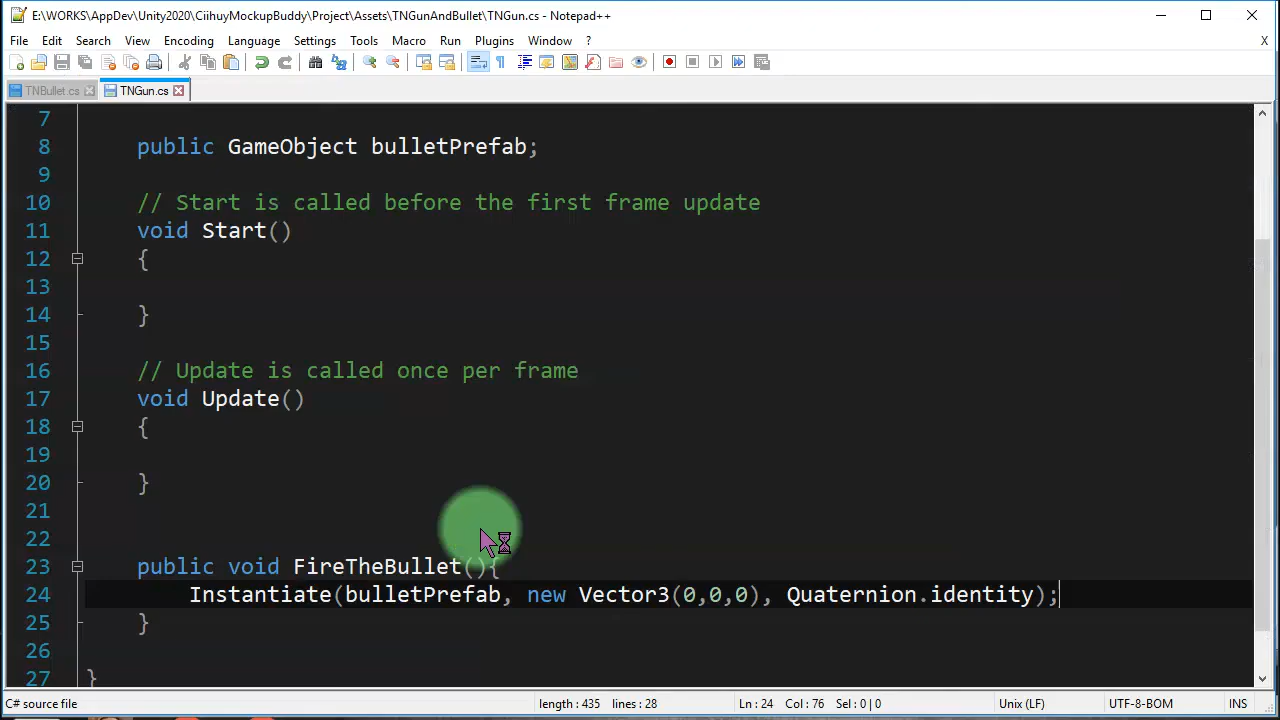 E:\WORKS\AppDev\Unity2020\CiihuyMockupBuddy\Project\Assets\TNGunAndBullet\TNGun.cs - Notepad++
File Edit Search View Encoding Language Settings Tools Macro Run Plugins Window ? X
TNBullet.cs TNGun.cs
7
8 public GameObject bulletPrefab;
9
10 // Start is called before the first frame update
11 void Start()
12 {
13
14 }
15
16 // Update is called once per frame
17 void Update()
18 {
19
20 }
21
22
23 public void FireTheBullet(){
24 Instantiate(bulletPrefab, new Vector3(0,0,0), Quaternion.identity);
25 }
26
27 }
C# source file length : 435 lines : 28 Ln : 24 Col : 76 Sel : 0 | 0 Unix (LF) UTF-8-BOM INS